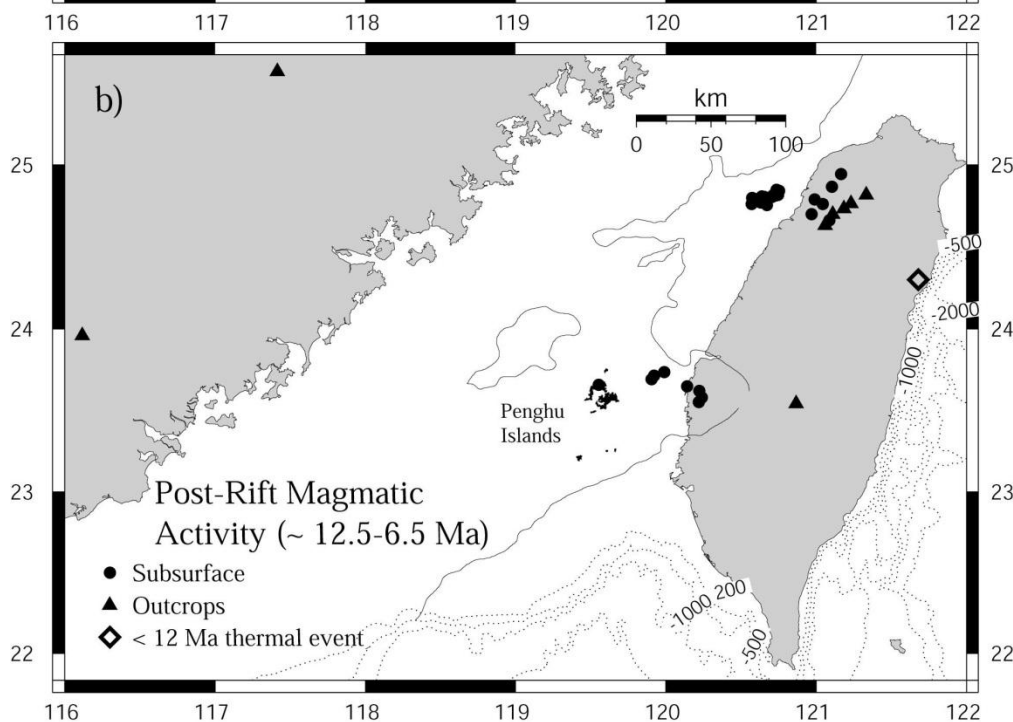 116 117 118 119 120 121 122
b)
km
0 50 100
25 25
-500
24 -2000 24
-1000
Penghu
Islands
23 23
Post-Rift Magmatic
Activity (~ 12.5-6.5 Ma)
Subsurface
Outcrops
< 12 Ma thermal event
-1000 200
-500
22 22
116 117 118 119 120 121 122